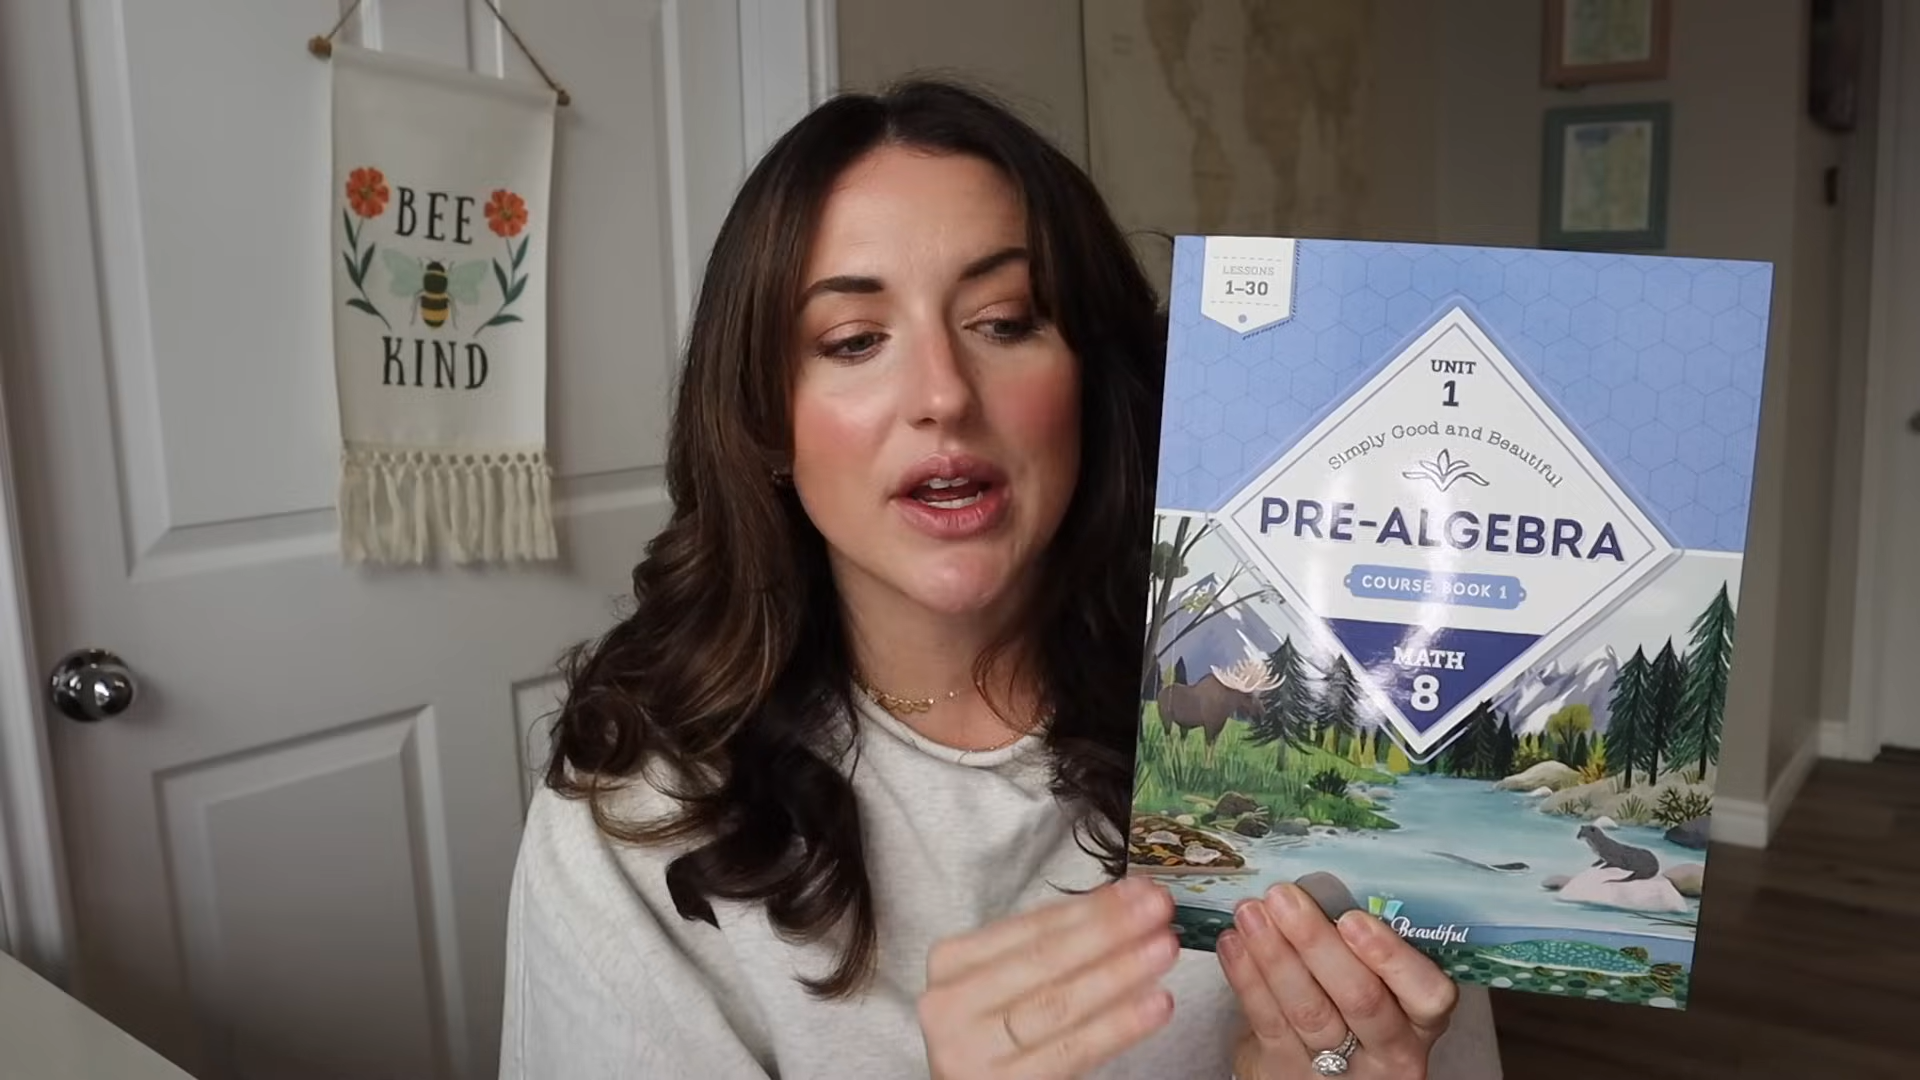 BEE
KIND
LESSONS
1–30
UNIT
1
Simply Good and Beautiful
PRE-ALGEBRA
COURSE BOOK 1
MATH
8
Beautiful